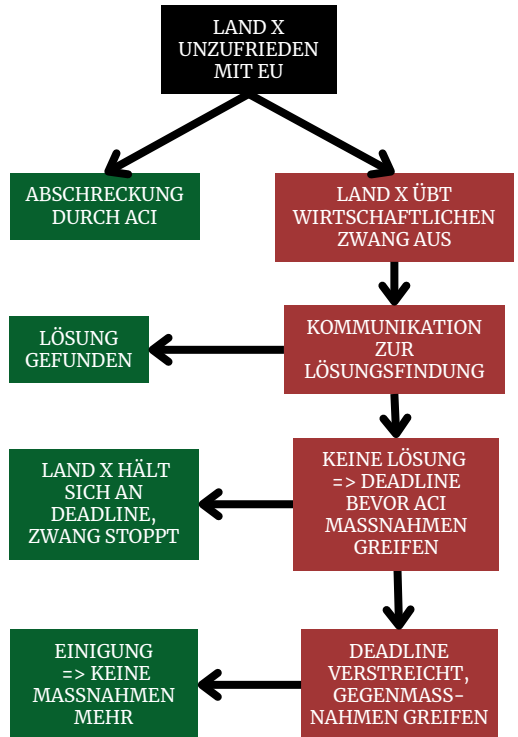 LAND X
UNZUFRIEDEN
MIT EU
ABSCHRECKUNG
DURCH ACI
LAND X ÜBT
WIRTSCHAFTLICHEN
ZWANG AUS
LÖSUNG
GEFUNDEN
KOMMUNIKATION
ZUR
LÖSUNGSFINDUNG
LAND X HÄLT
SICH AN
DEADLINE,
ZWANG STOPPT
KEINE LÖSUNG
=> DEADLINE
BEVOR ACI
MASSNAHMEN
GREIFEN
EINIGUNG
=> KEINE
MASSNAHMEN
MEHR
DEADLINE
VERSTREICHT,
GEGENMASS-
NAHMEN GREIFEN